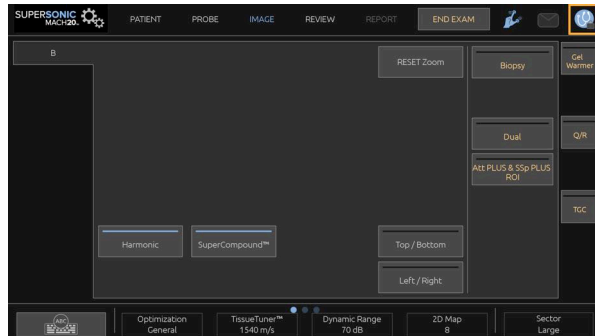 SUPERSONIC
MACH20.
PATIENT
PROBE
IMAGE
REVIEW
REPORT
END EXAM
B
RESET Zoom
Biopsy
Gel
Warmer
Dual
Q/R
Att PLUS & SSp PLUS
ROI
TGC
Harmonic
SuperCompound™
Top / Bottom
Left / Right
ABC
Optimization
General
TissueTuner™
1540 m/s
Dynamic Range
70 dB
2D Map
8
Sector
Large